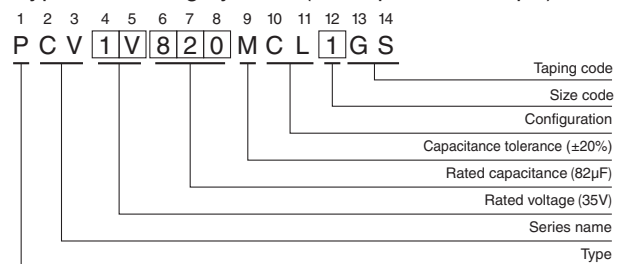 1 2 3 4 5 6 7 8 9 10 11 12 13 14
P C V 1 V 8 2 0 M C L 1 G S
Taping code
Size code
Configuration
Capacitance tolerance (±20%)
Rated capacitance (82µF)
Rated voltage (35V)
Series name
Type